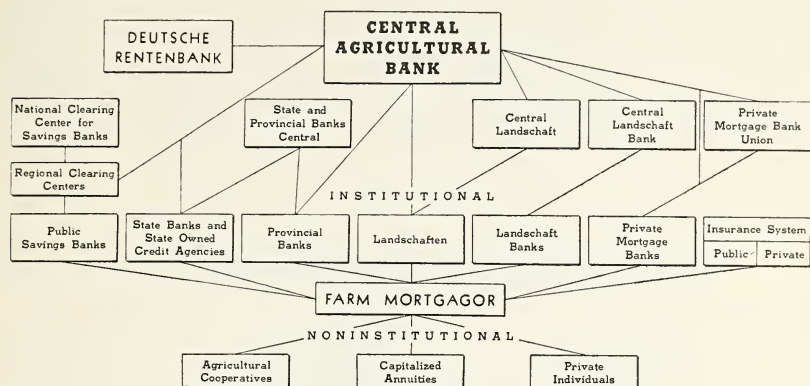 DEUTSCHE
RENTENBANK
CENTRAL
AGRICULTURAL
BANK
National Clearing
Center for
Savings Banks
State and
Provincial Banks
Central
Central
Landschaft
Central
Landschaft
Bank
Private
Mortgage Bank
Union
Regional Clearing
Centers
INSTITUTIONAL
Public
Savings Banks
State Banks and
State Owned
Credit Agencies
Provincial
Banks
Landschaften
Landschaft
Banks
Private
Mortgage
Banks
Insurance System
Public
Private
FARM MORTGAGOR
NONINSTITUTIONAL
Agricultural
Cooperatives
Capitalized
Annuities
Private
Individuals